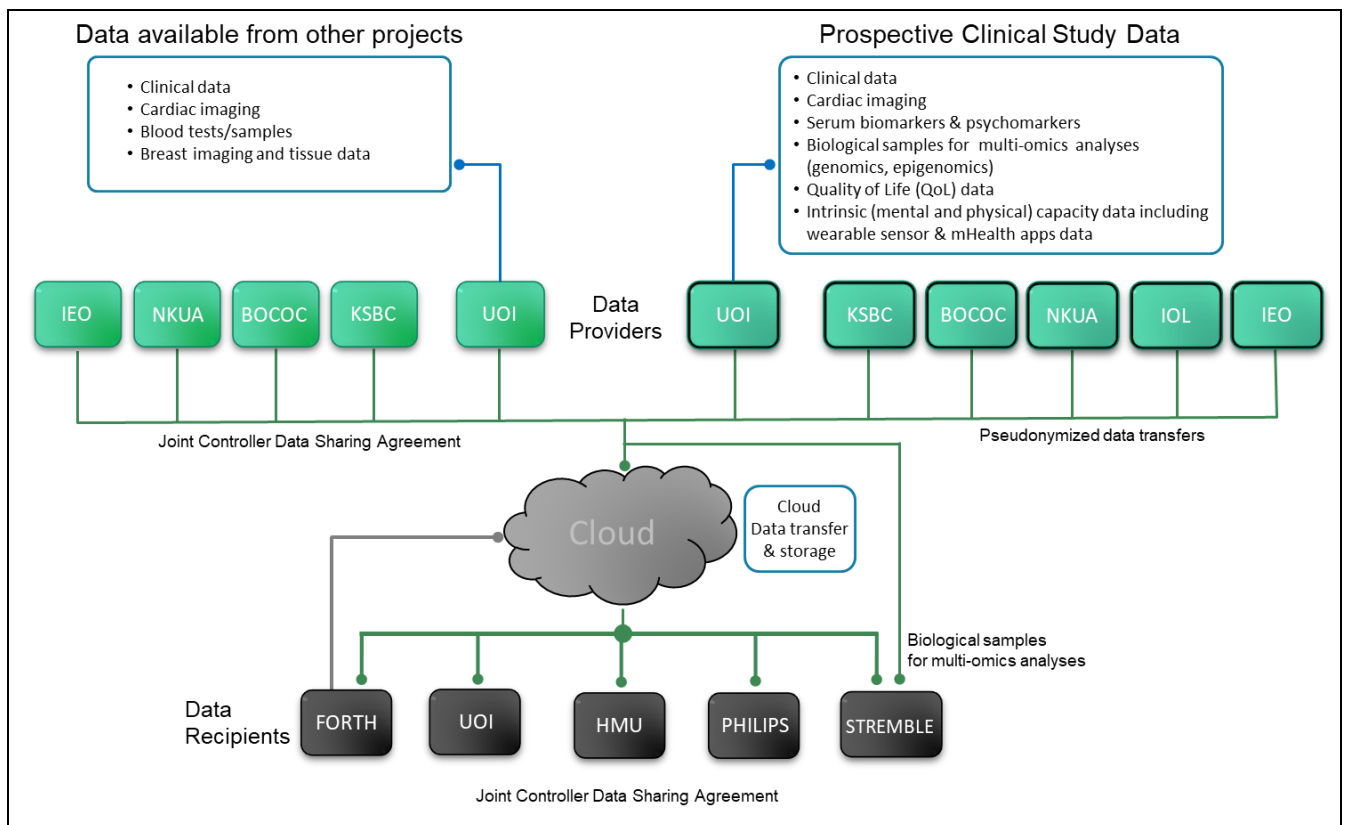 Data available from other projects
• Clinical data
• Cardiac imaging
• Blood tests/samples
• Breast imaging and tissue data
Prospective Clinical Study Data
• Clinical data
• Cardiac imaging
• Serum biomarkers & psychomarkers
• Biological samples for multi-omics analyses
(genomics, epigenomics)
• Quality of Life (QoL) data
• Intrinsic (mental and physical) capacity data including
wearable sensor & mHealth apps data
IEO
NKUA
BOCOC
KSBC
UOI
Data
Providers
UOI
KSBC
BOCOC
NKUA
IOL
IEO
Joint Controller Data Sharing Agreement
Pseudonymized data transfers
Cloud
Cloud
Data transfer
& storage
Biological samples
for multi-omics analyses
Data
Recipients
FORTH
UOI
HMU
PHILIPS
STREMBLE
Joint Controller Data Sharing Agreement